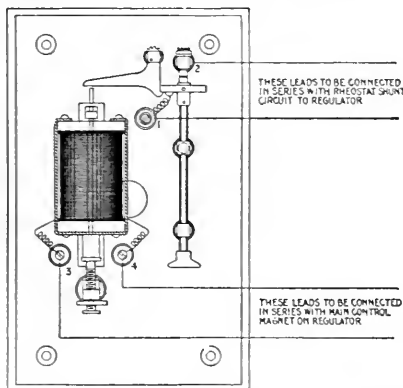 2
THESE LEADS TO BE CONNECTED
IN SERIES WITH RHEOSTAT SHUNT
CIRCUIT TO REGULATOR
1
3
4
THESE LEADS TO BE CONNECTED
IN SERIES WITH MAIN CONTROL
MAGNET ON REGULATOR